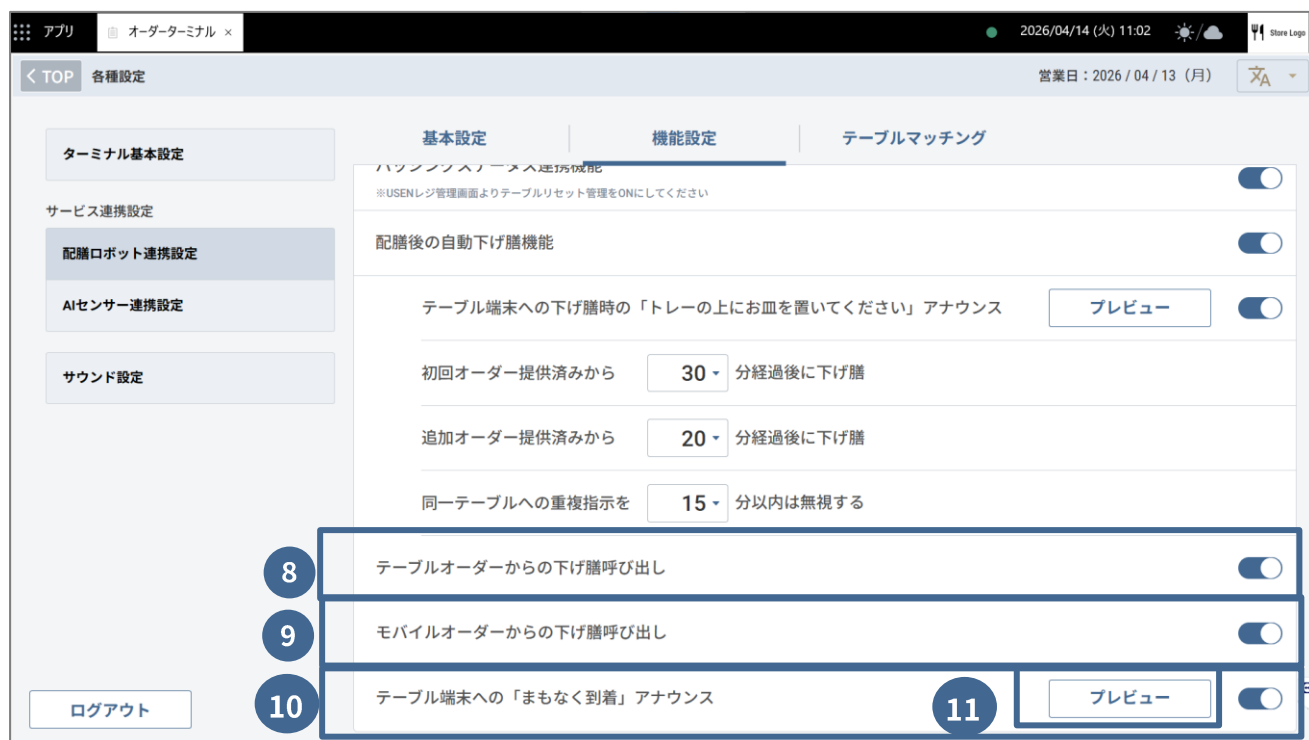 アプリ
オーダーターミナル ×
2026/04/14 (火) 11:02
Store Logo
< TOP 各種設定
営業日：2026 / 04 / 13（月）
ターミナル基本設定
サービス連携設定
配膳ロボット連携設定
AIセンサー連携設定
サウンド設定
ログアウト
基本設定
機能設定
テーブルマッチング
バッシングステータス連携機能
※USENレジ管理画面よりテーブルリセット管理をONにしてください
配膳後の自動下げ膳機能
テーブル端末への下げ膳時の「トレーの上にお皿を置いてください」アナウンス プレビュー
初回オーダー提供済みから 30 分経過後に下げ膳
追加オーダー提供済みから 20 分経過後に下げ膳
同一テーブルへの重複指示を 15 分以内は無視する
8 テーブルオーダーからの下げ膳呼び出し
9 モバイルオーダーからの下げ膳呼び出し
10 テーブル端末への「まもなく到着」アナウンス 11 プレビュー